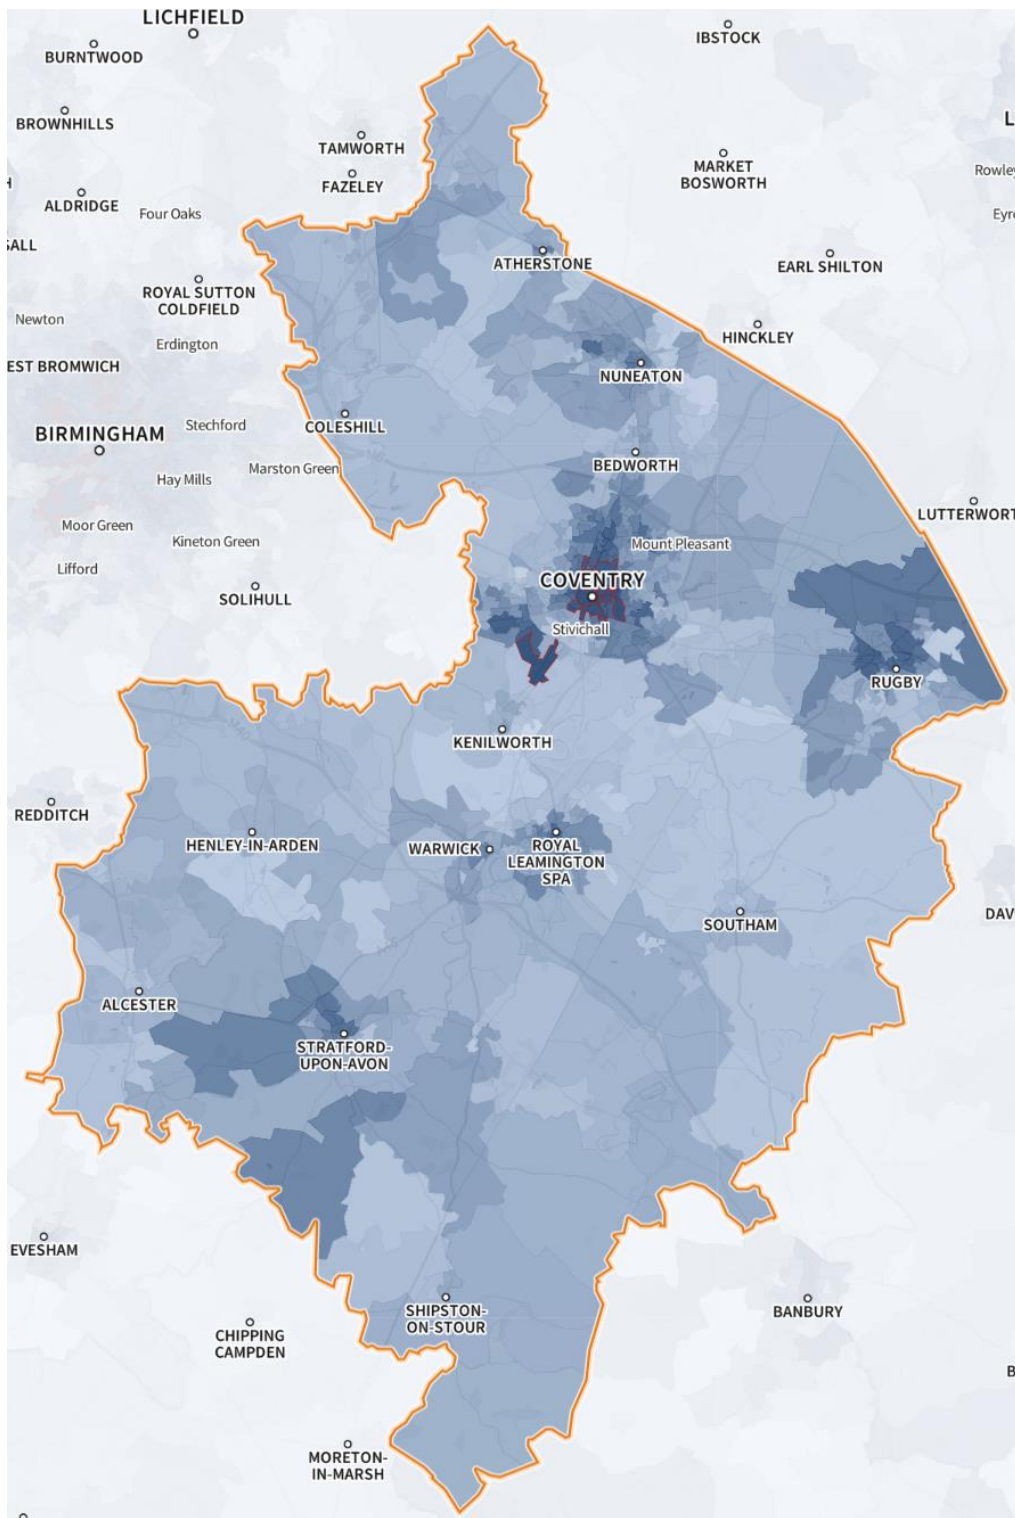 LICHFIELD
IBSTOCK
BURNTWOOD
BROWNHILLS
TAMWORTH
MARKET
BOSWORTH
Rowley
FAZELEY
ALDRIDGE
Four Oaks
Eyre
ATHERSTONE
EARL SHILTON
ROYAL SUTTON
COLDFIELD
Newton
Erdington
HINCKLEY
EST BROMWICH
NUNEATON
Stechford
COLESHILL
BIRMINGHAM
Marston Green
BEDWORTH
Hay Mills
LUTTERWORT
Moor Green
Kineton Green
Mount Pleasant
Lifford
COVENTRY
SOLIHULL
Stivichall
RUGBY
KENILWORTH
REDDITCH
HENLEY-IN-ARDEN
WARWICK
ROYAL
LEAMINGTON
SPA
SOUTHAM
DAV
ALCESTER
STRATFORD-
UPON-AVON
EVESHAM
SHIPSTON-
ON-STOUR
BANBURY
CHIPPING
CAMPDEN
MORETON-
IN-MARSH